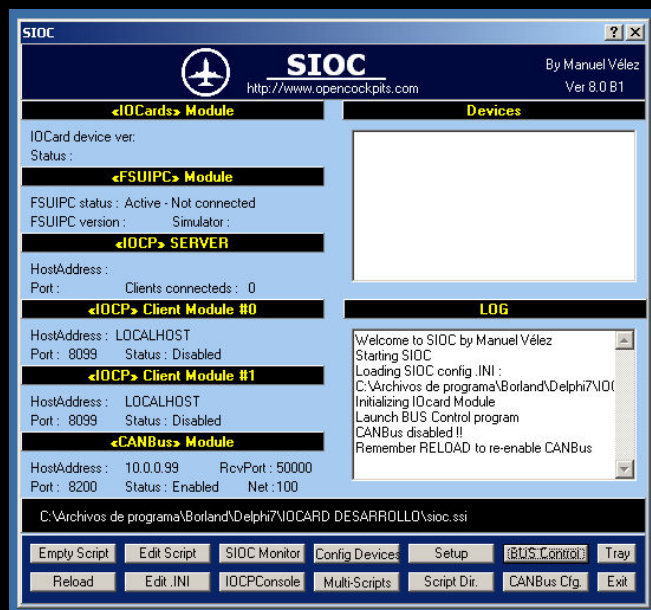 SIOC
SIOC
http://www.opencockpits.com
By Manuel Vélez
Ver 8.0 B1
«IOCards» Module
IOCard device ver:
Status :
«FSUIPC» Module
FSUIPC status : Active - Not connected
FSUIPC version : Simulator :
«IOCP» SERVER
HostAddress :
Port : Clients connecteds : 0
«IOCP» Client Module #0
HostAddress : LOCALHOST
Port : 8099 Status : Disabled
«IOCP» Client Module #1
HostAddress : LOCALHOST
Port : 8099 Status : Disabled
«CANBus» Module
HostAddress : 10.0.0.99 RcvPort : 50000
Port : 8200 Status : Enabled Net :100
Devices
LOG
Welcome to SIOC by Manuel Vélez
Starting SIOC
Loading SIOC config .INI :
C:\Archivos de programa\Borland\Delphi7\IO
Initializing IOcard Module
Launch BUS Control program
CANBus disabled !!
Remember RELOAD to re-enable CANBus
C:\Archivos de programa\Borland\Delphi7\IOCARD DESARROLLO\sioc.ssi
Empty Script Edit Script SIOC Monitor Config Devices Setup BUS Control Tray
Reload Edit .INI IOCPConsole Multi-Scripts Script Dir. CANBus Cfg. Exit